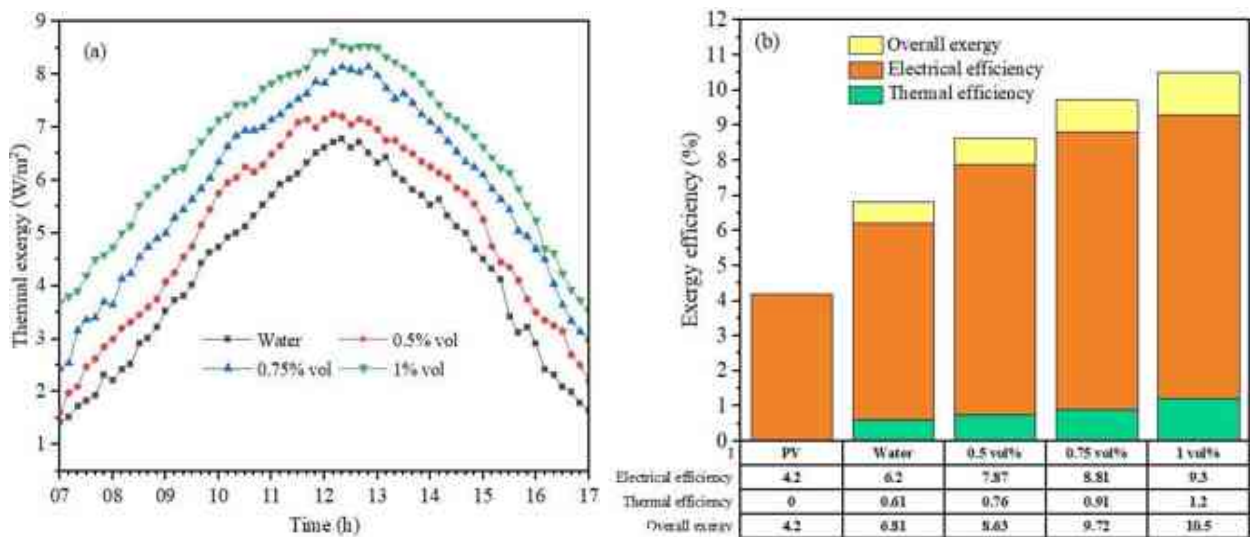 (a)
Thermal exergy (W/m²)
9
8
7
6
5
4
3
2
1
Water
0.5% vol
0.75% vol
1% vol
07 08 09 10 11 12 13 14 15 16 17
Time (h)
(b)
Exergy efficiency (%)
12
11
10
9
8
7
6
5
4
3
2
1
0
Overall exergy
Electrical efficiency
Thermal efficiency
PV Water 0.5 vol% 0.75 vol% 1 vol%
Electrical efficiency 4.2 6.2 7.87 8.81 9.3
Thermal efficiency 0 0.61 0.76 0.91 1.2
Overall exergy 4.2 6.81 8.63 9.72 10.5